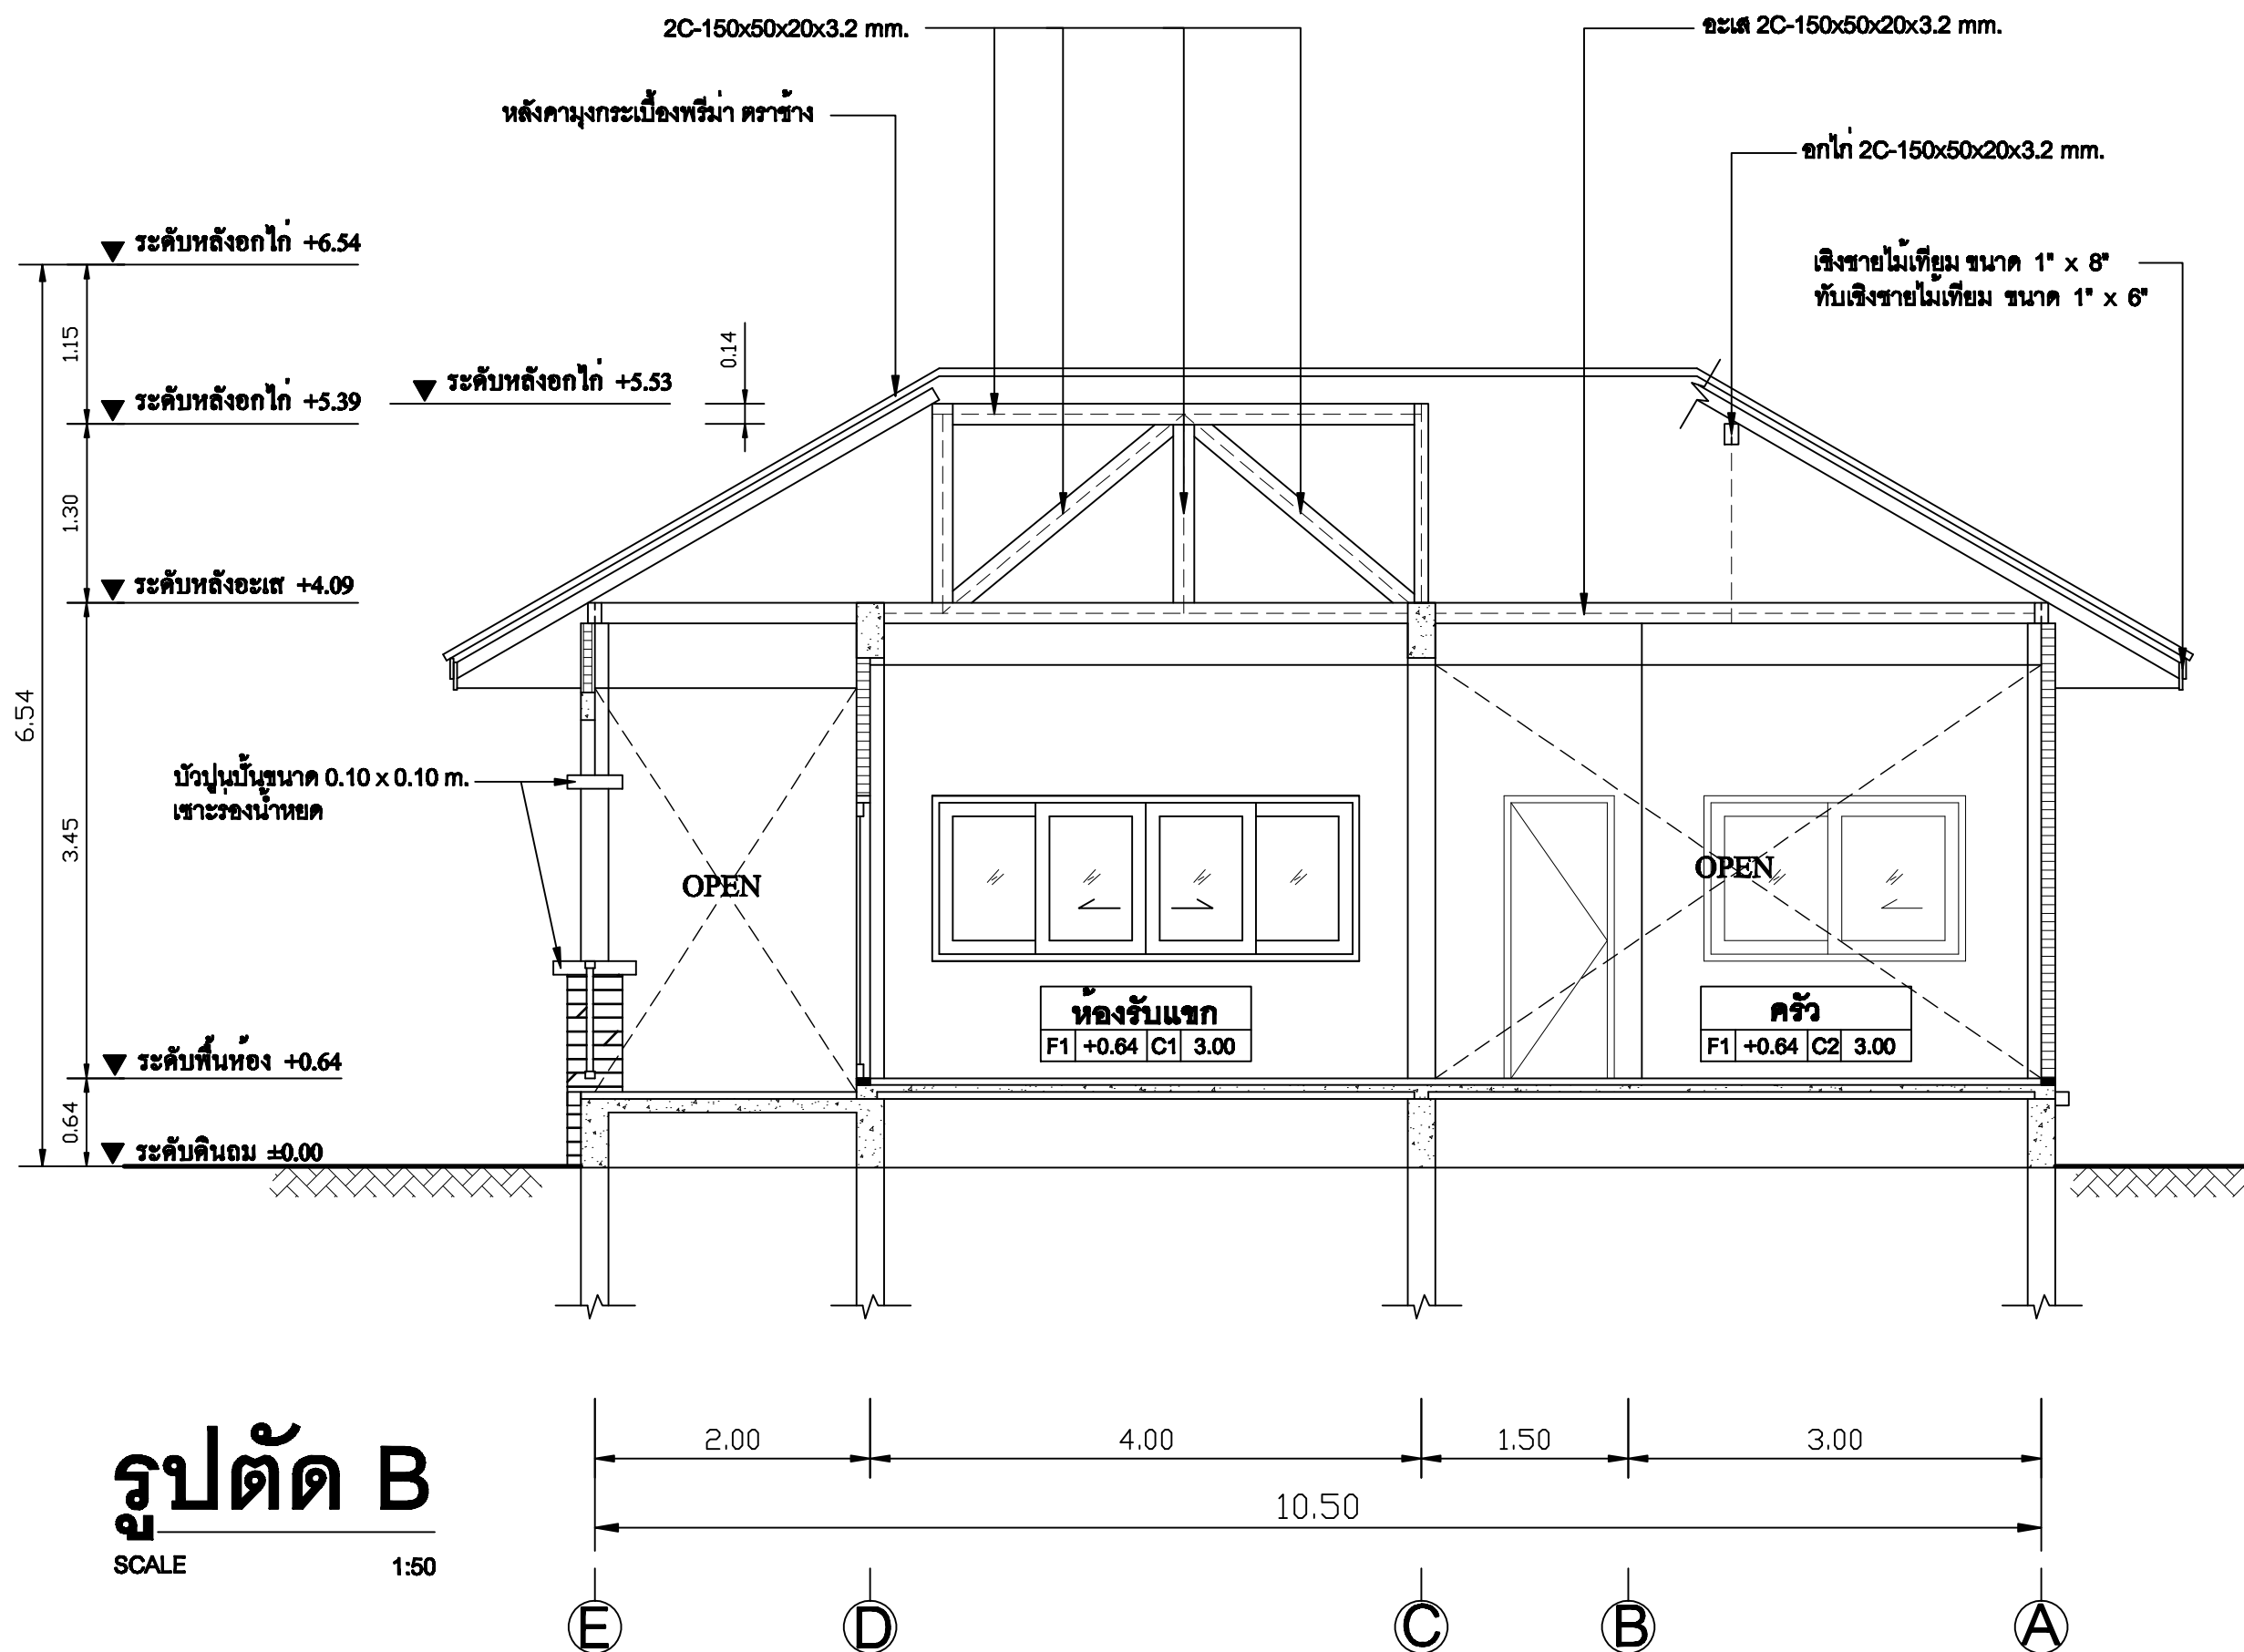 2C-150x50x20x3.2 mm.
อะเส 2C-150x50x20x3.2 mm.
หลังคามุงกระเบื้องพรีม่า ตราช้าง
อกไก่ 2C-150x50x20x3.2 mm.
ระดับหลังอกไก่ +6.54
เชิงชายไม้เทียม ขนาด 1" x 8"
ทับเชิงชายไม้เทียม ขนาด 1" x 6"
1.15
0.14
ระดับหลังอกไก่ +5.53
ระดับหลังอกไก่ +5.39
1.30
ระดับหลังอะเส +4.09
6.54
3.45
บัวปูนปั้นขนาด 0.10 x 0.10 m.
เซาะร่องน้ำหยด
OPEN
OPEN
ห้องรับแขก
F1 +0.64 C1 3.00
ครัว
F1 +0.64 C2 3.00
ระดับพื้นห้อง +0.64
0.64
ระดับดินถม ±0.00
2.00
4.00
1.50
3.00
10.50
รูปตัด B
SCALE 1:50
E
D
C
B
A